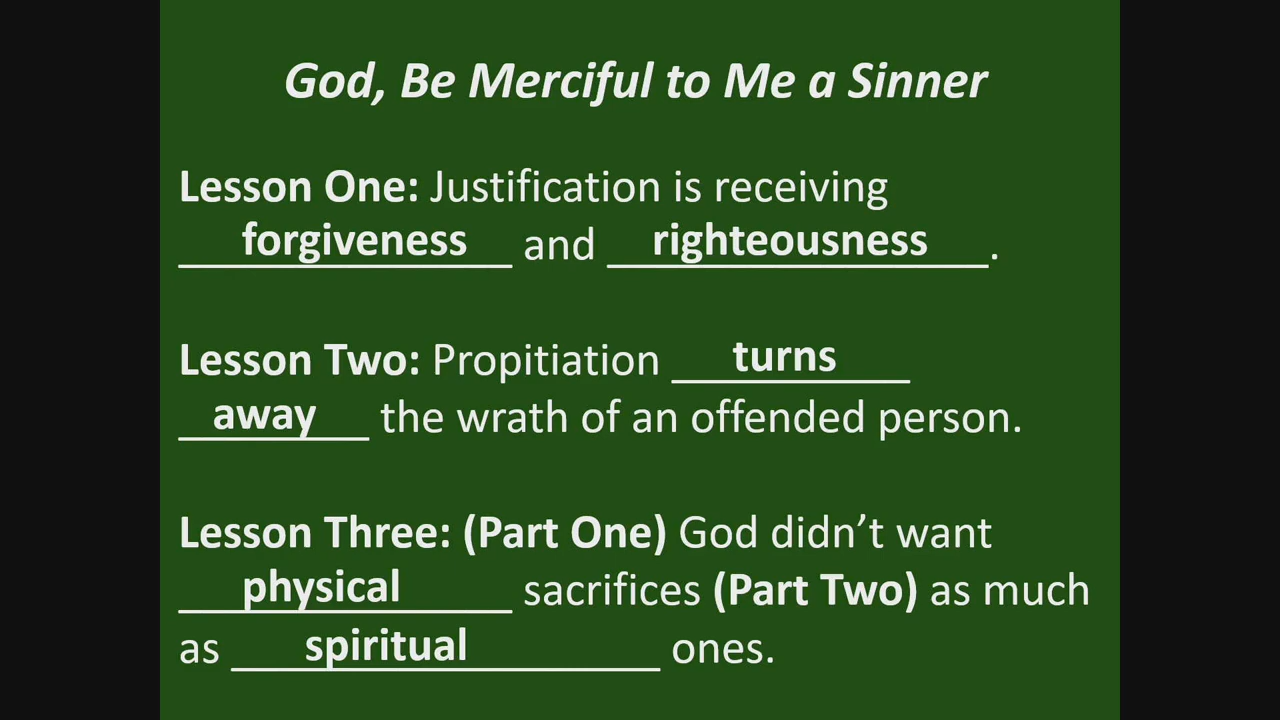 God, Be Merciful to Me a Sinner
Lesson One: Justification is receiving
forgiveness and righteousness.
Lesson Two: Propitiation turns
away the wrath of an offended person.
Lesson Three: (Part One) God didn’t want
physical sacrifices (Part Two) as much
as spiritual ones.